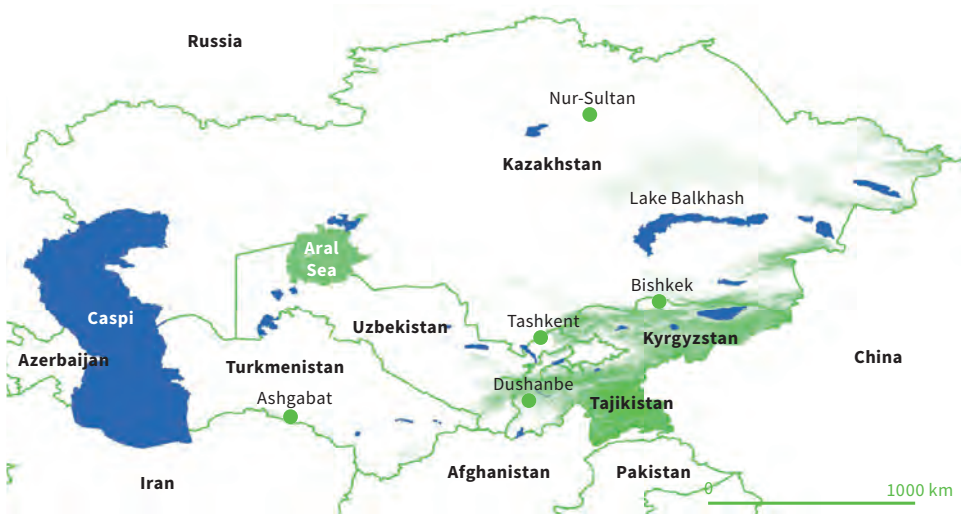 Russia
Nur-Sultan
Kazakhstan
Lake Balkhash
Aral
Sea
Bishkek
Caspi
Uzbekistan
Tashkent
Kyrgyzstan
Azerbaijan
Turkmenistan
China
Dushanbe
Ashgabat
Tajikistan
Afghanistan
Pakistan
Iran
0
1000 km